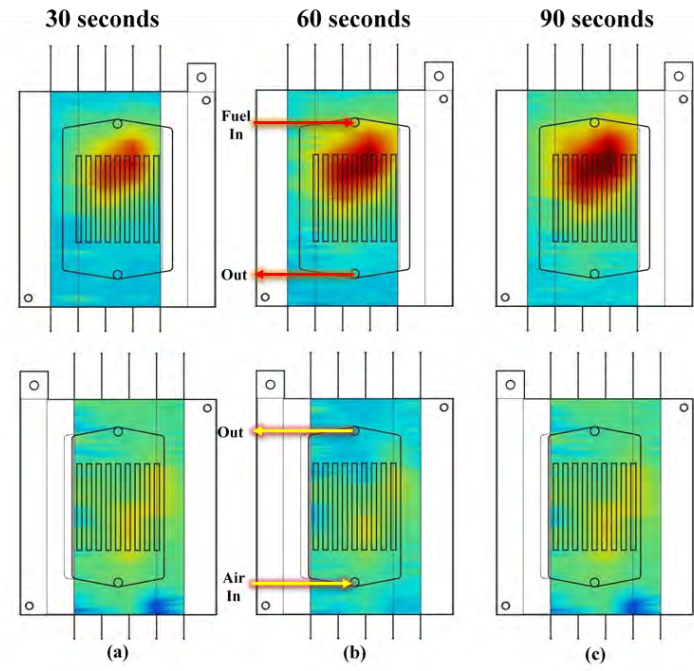 30 seconds
60 seconds
90 seconds
Fuel
In
Out
Out
Air
In
(a)
(b)
(c)